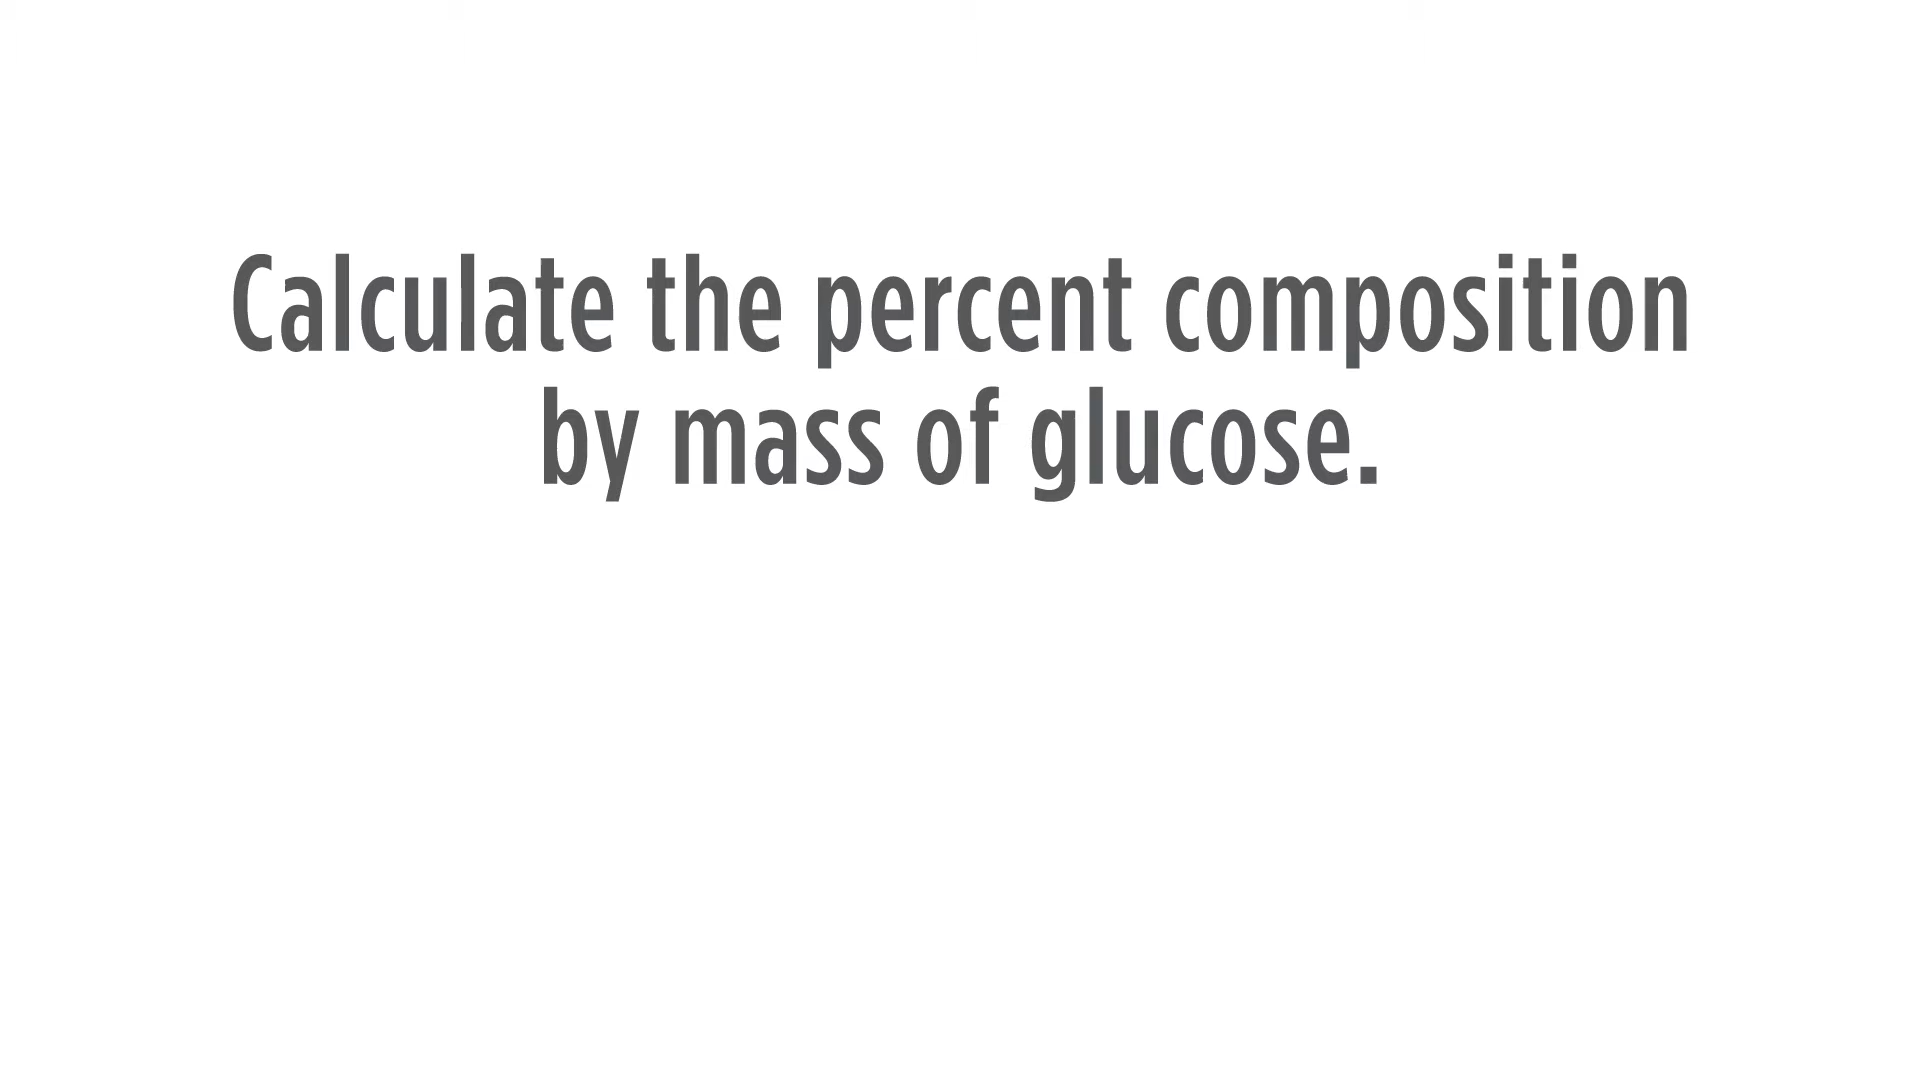 Calculate the percent composition
by mass of glucose.